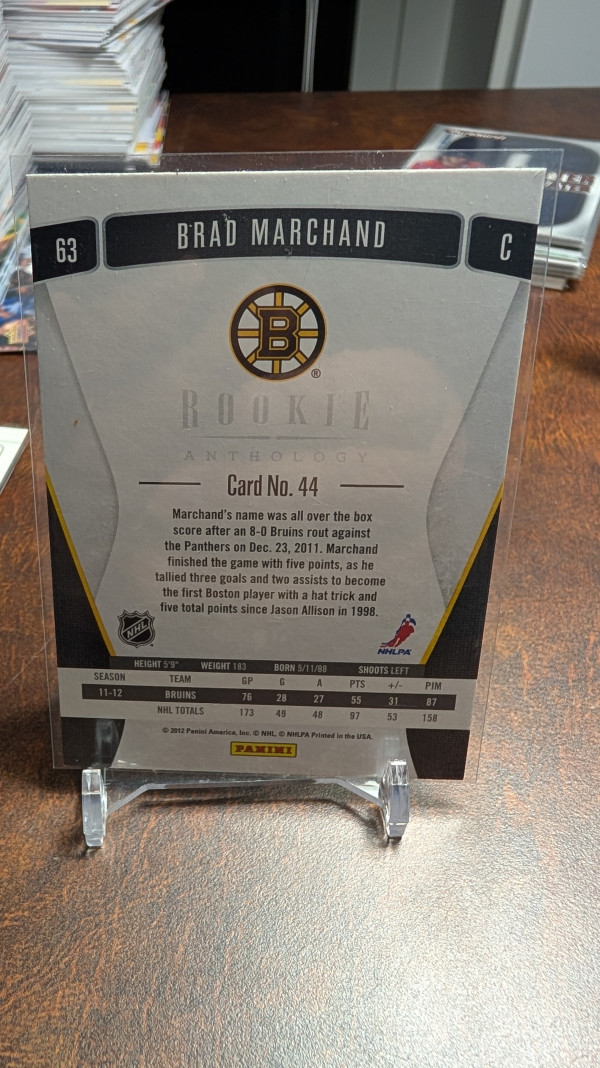 63 BRAD MARCHAND C
B
®
ROOKIE
ANTHOLOGY
Card No. 44
Marchand's name was all over the box
score after an 8-0 Bruins rout against
the Panthers on Dec. 23, 2011. Marchand
finished the game with five points, as he
tallied three goals and two assists to become
the first Boston player with a hat trick and
five total points since Jason Allison in 1998.
NHL
NHLPA
HEIGHT 5'9" WEIGHT 183 BORN 5/11/88 SHOOTS LEFT
SEASON TEAM GP G A PTS +/- PIM
11-12 BRUINS 76 28 27 55 31 87
NHL TOTALS 173 49 48 97 53 158
© 2012 Panini America, Inc. © NHL, © NHLPA Printed in the USA.
PANINI